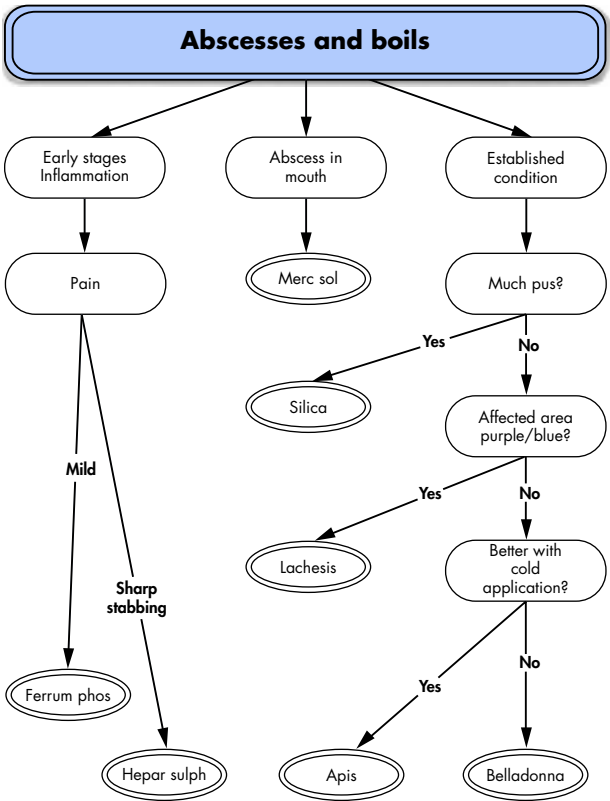 Abscesses and boils
Early stages
Inflammation
Abscess in
mouth
Established
condition
Pain
Merc sol
Much pus?
Yes
No
Silica
Affected area
purple/blue?
Mild
Yes
No
Lachesis
Better with
cold
application?
Sharp
stabbing
Yes
No
Ferrum phos
Hepar sulph
Apis
Belladonna